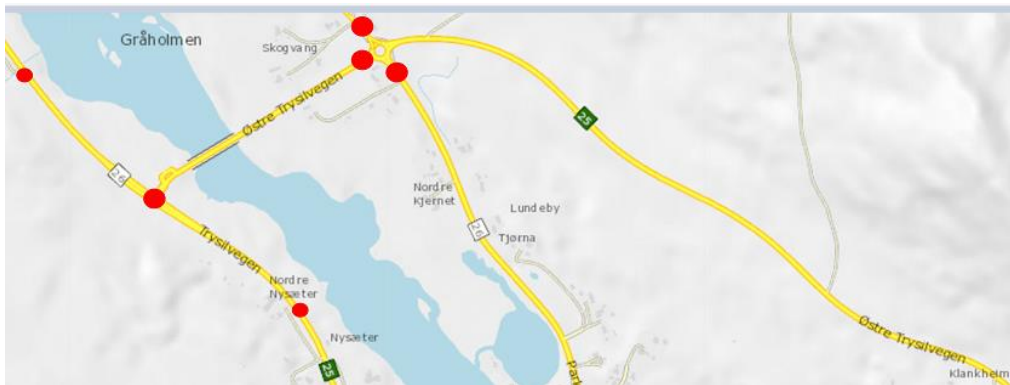 Gråholmen
Skogvang
Østre Trysilvegen
25
26
Nordre
Kjernet
Lundeby
26
Tjørna
Trysilvegen
Nordre
Nysæter
Nysæter
25
Østre Trysilvegen
Park
Klankheim